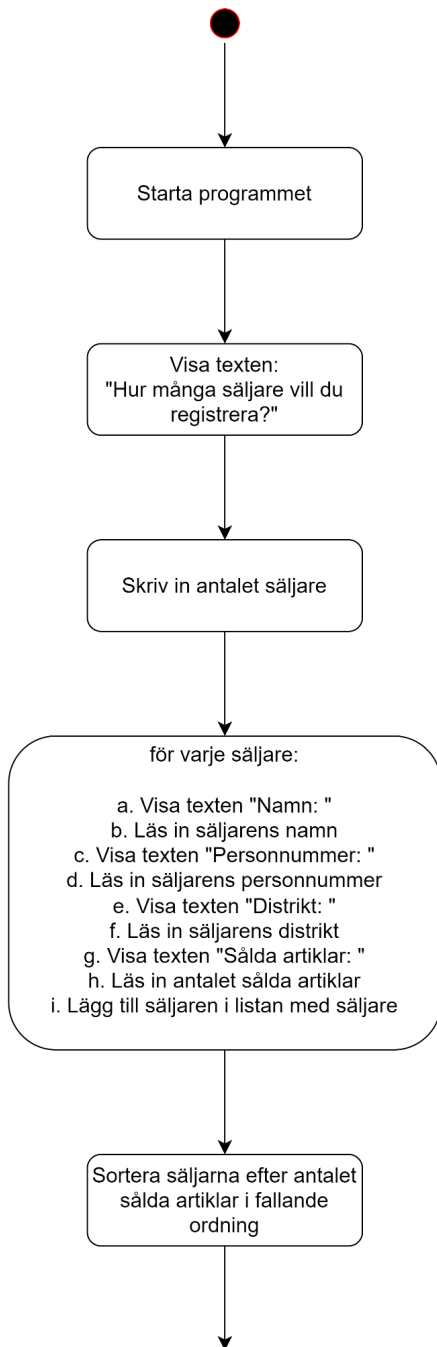 Starta programmet
Visa texten:
"Hur många säljare vill du
registrera?"
Skriv in antalet säljare
för varje säljare:
a. Visa texten "Namn: "
b. Läs in säljarens namn
c. Visa texten "Personnummer: "
d. Läs in säljarens personnummer
e. Visa texten "Distrikt: "
f. Läs in säljarens distrikt
g. Visa texten "Sålda artiklar: "
h. Läs in antalet sålda artiklar
i. Lägg till säljaren i listan med säljare
Sortera säljarna efter antalet
sålda artiklar i fallande
ordning